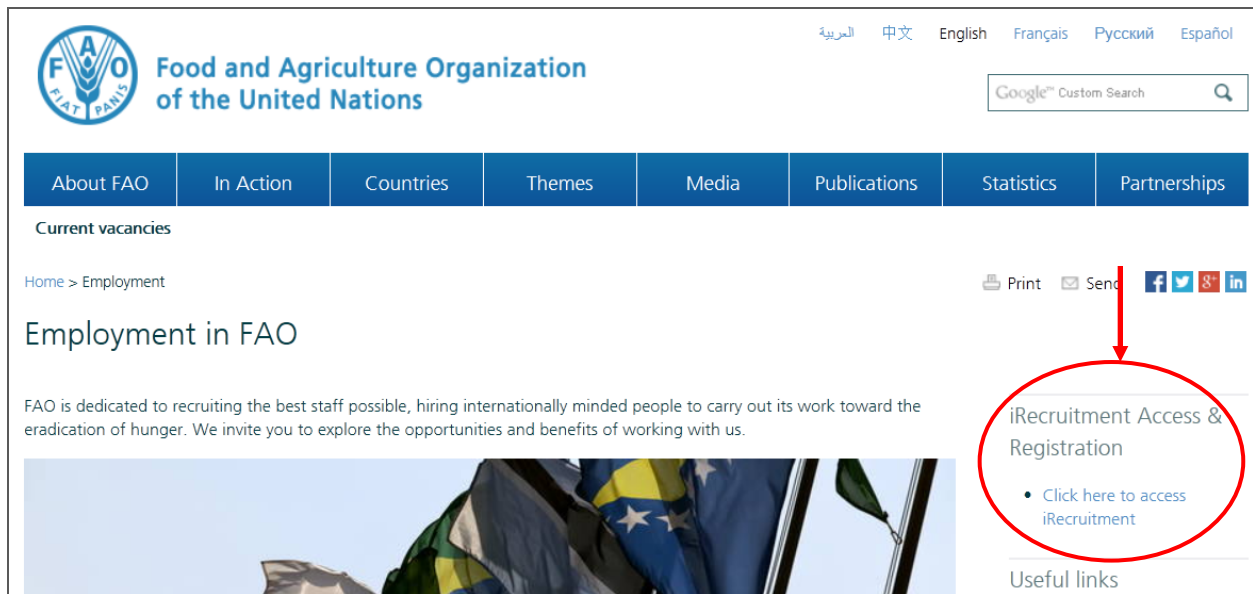 العربية 中文 English Français Русский Español
F A O
FIAT PANIS
Food and Agriculture Organization
of the United Nations
Google™ Custom Search
About FAO In Action Countries Themes Media Publications Statistics Partnerships
Current vacancies
Home > Employment
Print Send
f 8+ in
Employment in FAO
FAO is dedicated to recruiting the best staff possible, hiring internationally minded people to carry out its work toward the
eradication of hunger. We invite you to explore the opportunities and benefits of working with us.
iRecruitment Access &
Registration
• Click here to access
iRecruitment
Useful links